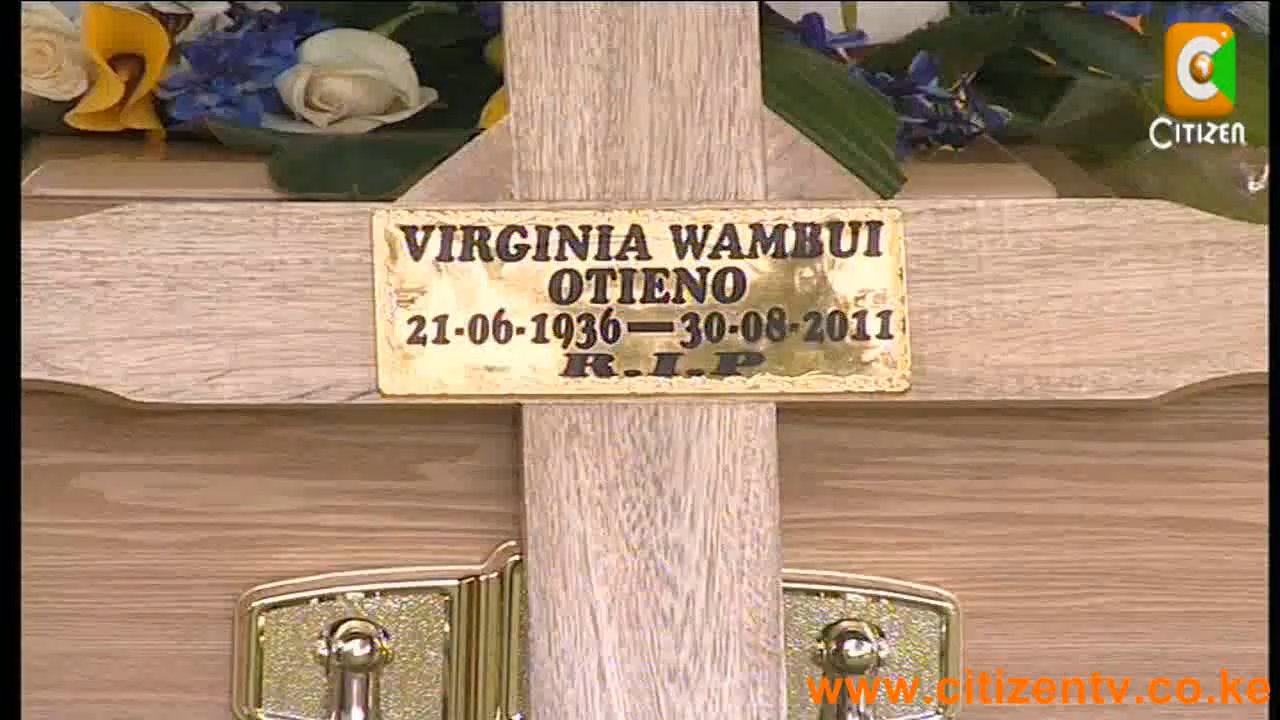 CITIZEN
VIRGINIA WAMBUI
OTIENO
21-06-1936—30-08-2011
R.I.P
www.citizentv.co.ke